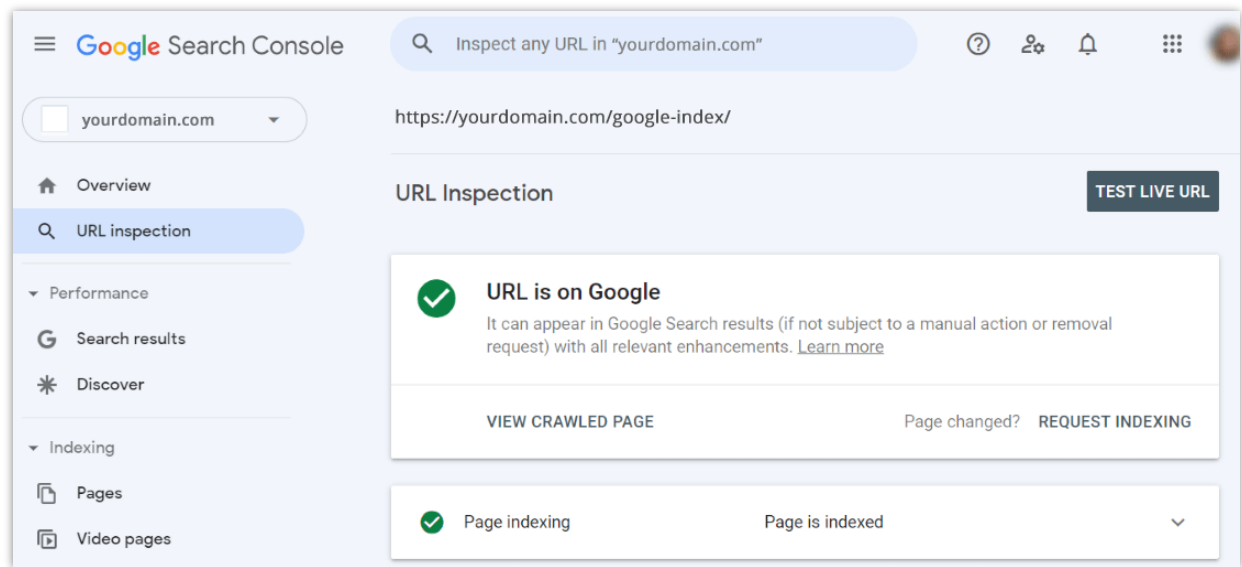 Google Search Console
Inspect any URL in “yourdomain.com”
yourdomain.com
https://yourdomain.com/google-index/
Overview
URL inspection
Performance
Search results
Discover
Indexing
Pages
Video pages
URL Inspection
TEST LIVE URL
URL is on Google
It can appear in Google Search results (if not subject to a manual action or removal
request) with all relevant enhancements. Learn more
VIEW CRAWLED PAGE
Page changed? REQUEST INDEXING
Page indexing
Page is indexed